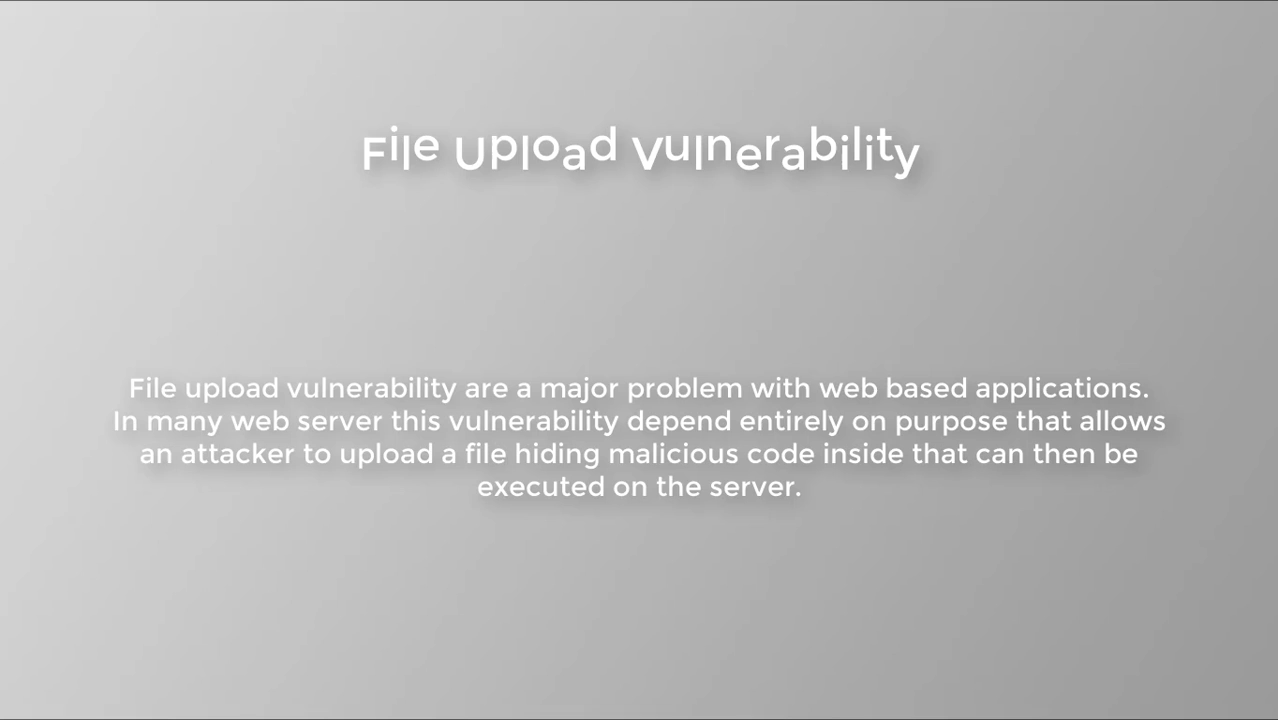 File Upload Vulnerability
File upload vulnerability are a major problem with web based applications.
In many web server this vulnerability depend entirely on purpose that allows
an attacker to upload a file hiding malicious code inside that can then be
executed on the server.